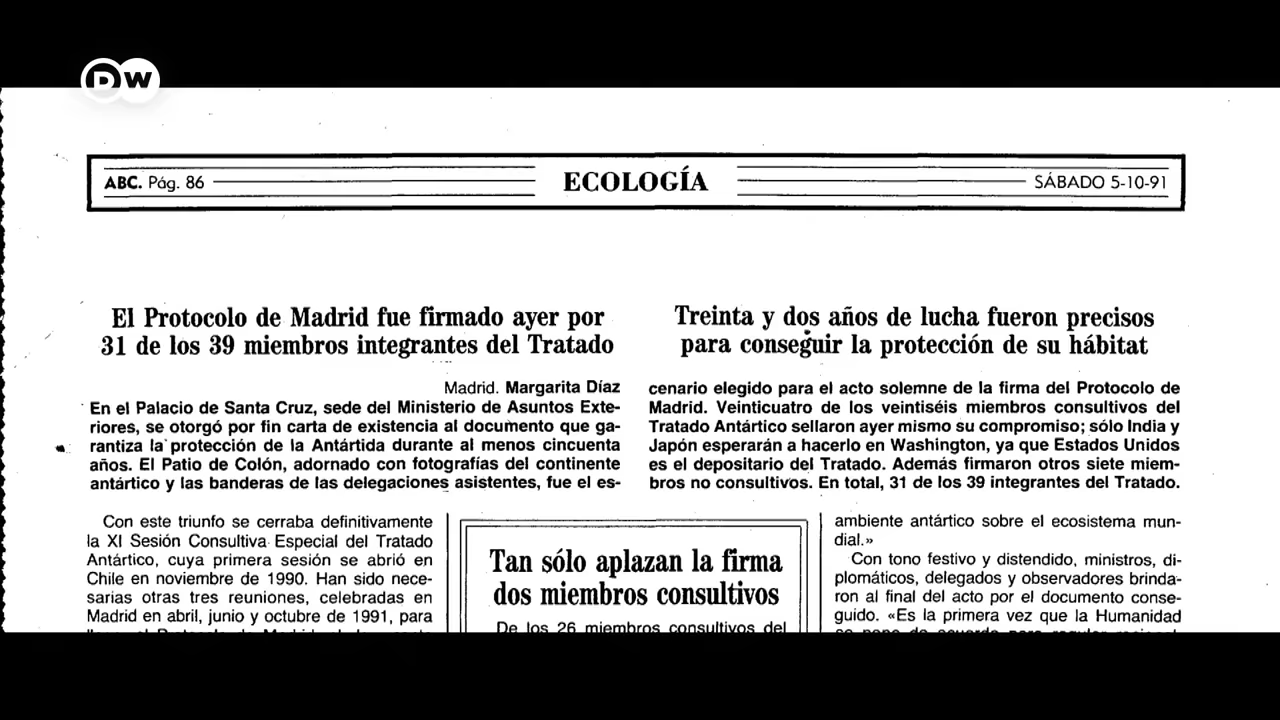 DW
ABC. Pág. 86
ECOLOGÍA
SÁBADO 5-10-91
El Protocolo de Madrid fue firmado ayer por
31 de los 39 miembros integrantes del Tratado
Treinta y dos años de lucha fueron precisos
para conseguir la protección de su hábitat
Madrid. Margarita Díaz
En el Palacio de Santa Cruz, sede del Ministerio de Asuntos Exte-
riores, se otorgó por fin carta de existencia al documento que ga-
rantiza la protección de la Antártida durante al menos cincuenta
años. El Patio de Colón, adornado con fotografías del continente
antártico y las banderas de las delegaciones asistentes, fue el es-
cenario elegido para el acto solemne de la firma del Protocolo de
Madrid. Veinticuatro de los veintiséis miembros consultivos del
Tratado Antártico sellaron ayer mismo su compromiso; sólo India y
Japón esperarán a hacerlo en Washington, ya que Estados Unidos
es el depositario del Tratado. Además firmaron otros siete miem-
bros no consultivos. En total, 31 de los 39 integrantes del Tratado.
Con este triunfo se cerraba definitivamente
la XI Sesión Consultiva Especial del Tratado
Antártico, cuya primera sesión se abrió en
Chile en noviembre de 1990. Han sido nece-
sarias otras tres reuniones, celebradas en
Madrid en abril, junio y octubre de 1991, para
Tan sólo aplazan la firma
dos miembros consultivos
De los 26 miembros consultivos del
ambiente antártico sobre el ecosistema mun-
dial.»
Con tono festivo y distendido, ministros, di-
plomáticos, delegados y observadores brinda-
ron al final del acto por el documento conse-
guido. «Es la primera vez que la Humanidad